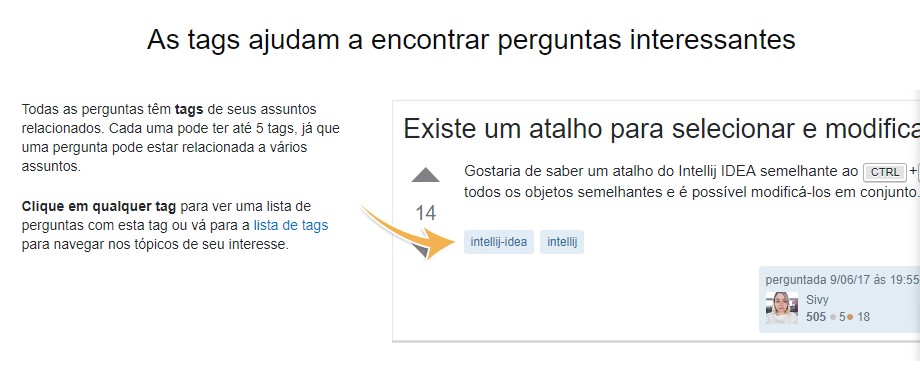 As tags ajudam a encontrar perguntas interessantes
Todas as perguntas têm tags de seus assuntos
relacionados. Cada uma pode ter até 5 tags, já que
uma pergunta pode estar relacionada a vários
assuntos.
Clique em qualquer tag para ver uma lista de
perguntas com esta tag ou vá para a lista de tags
para navegar nos tópicos de seu interesse.
Existe um atalho para selecionar e modifica
Gostaria de saber um atalho do Intellij IDEA semelhante ao CTRL +
todos os objetos semelhantes e é possível modificá-los em conjunto.
14
intellij-idea intellij
perguntada 9/06/17 às 19:55
Sivy
505 5 18